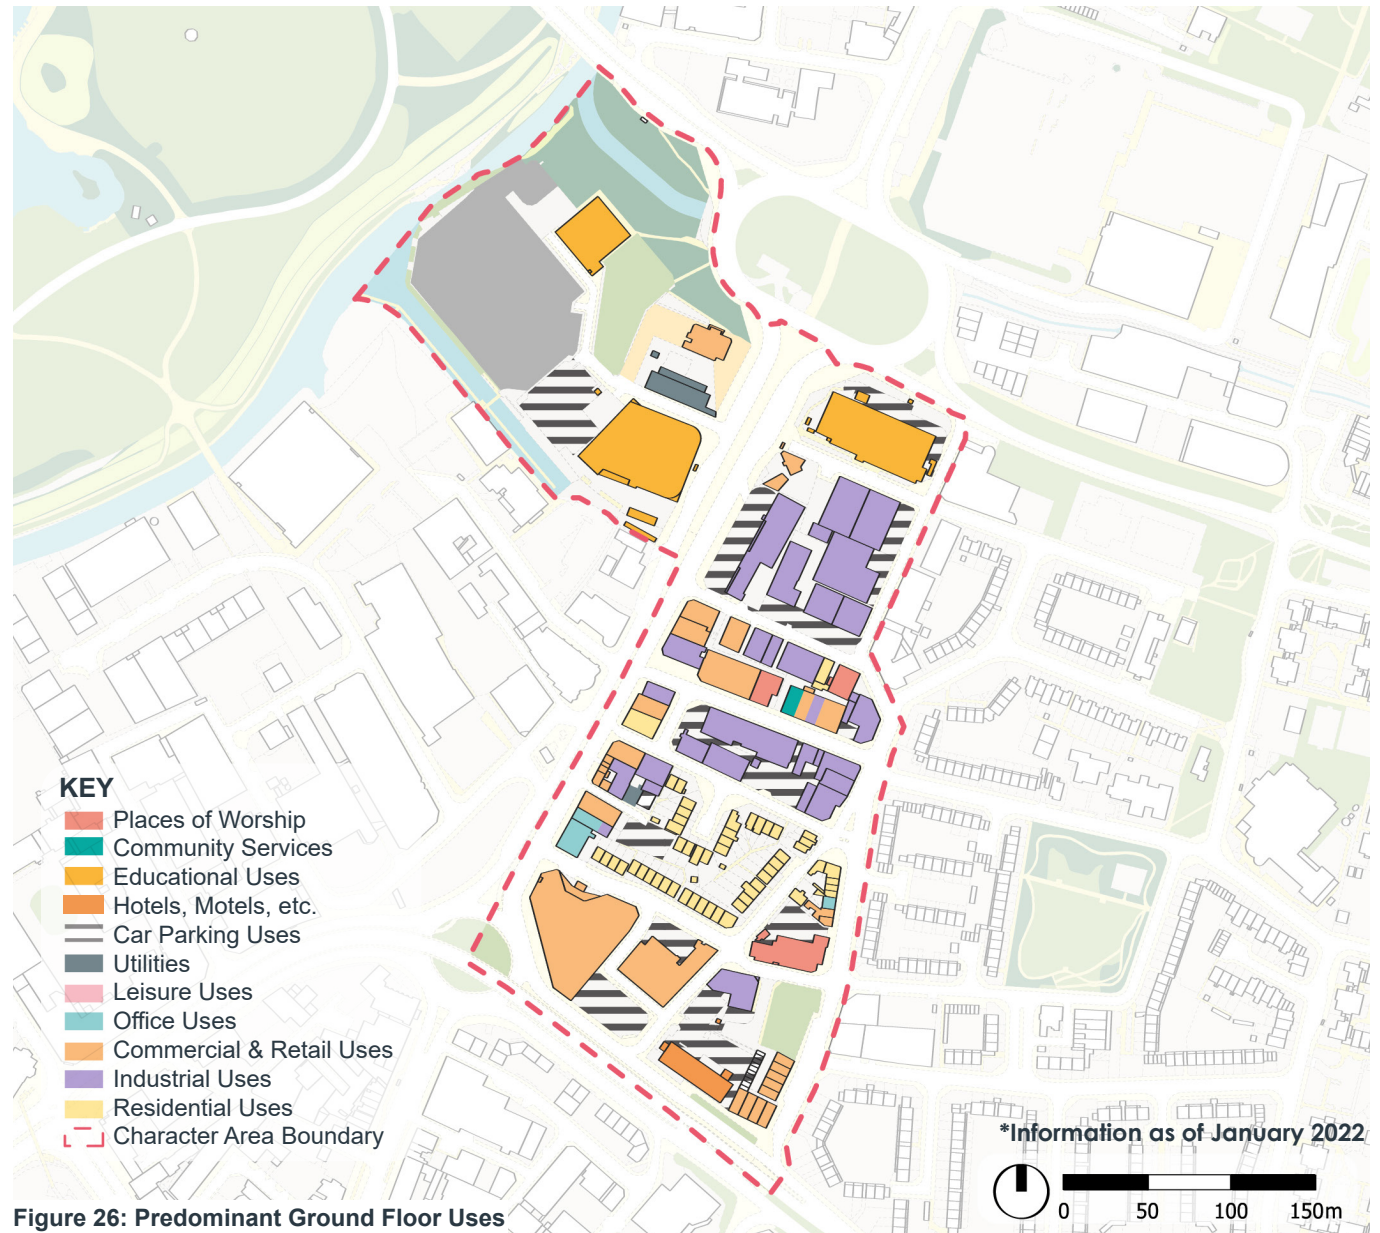 KEY
Places of Worship
Community Services
Educational Uses
Hotels, Motels, etc.
Car Parking Uses
Utilities
Leisure Uses
Office Uses
Commercial & Retail Uses
Industrial Uses
Residential Uses
Character Area Boundary
*Information as of January 2022
0 50 100 150m
Figure 26: Predominant Ground Floor Uses